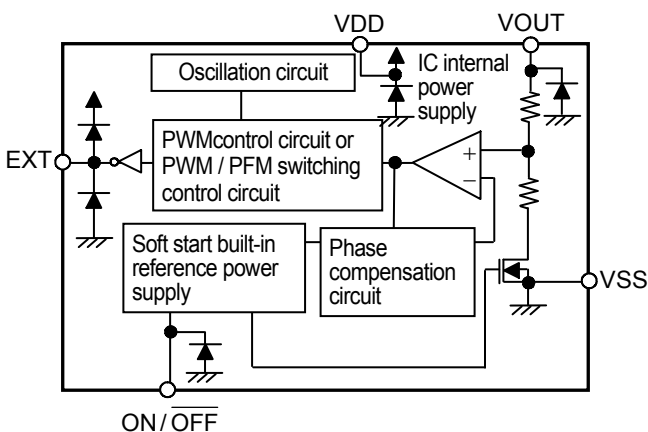 VDD
VOUT
Oscillation circuit
IC internal
power
supply
EXT
PWMcontrol circuit or
PWM / PFM switching
control circuit
+
−
Soft start built-in
reference power
supply
Phase
compensation
circuit
VSS
ON / OFF